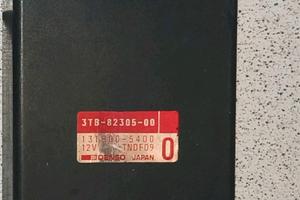 3TB-82305-00
131800-5400
12V TNDF09
DENSO JAPAN 0